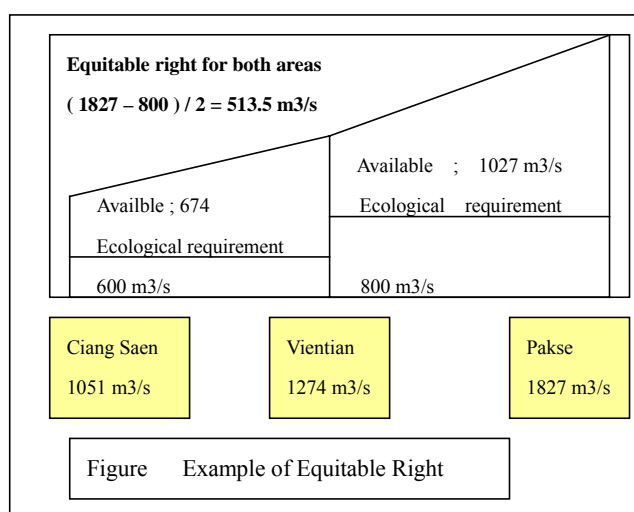 Equitable right for both areas
( 1827 – 800 ) / 2 = 513.5 m3/s
Availble ; 674
Ecological requirement
600 m3/s
Available ; 1027 m3/s
Ecological requirement
800 m3/s
Ciang Saen
1051 m3/s
Vientian
1274 m3/s
Pakse
1827 m3/s
Figure Example of Equitable Right